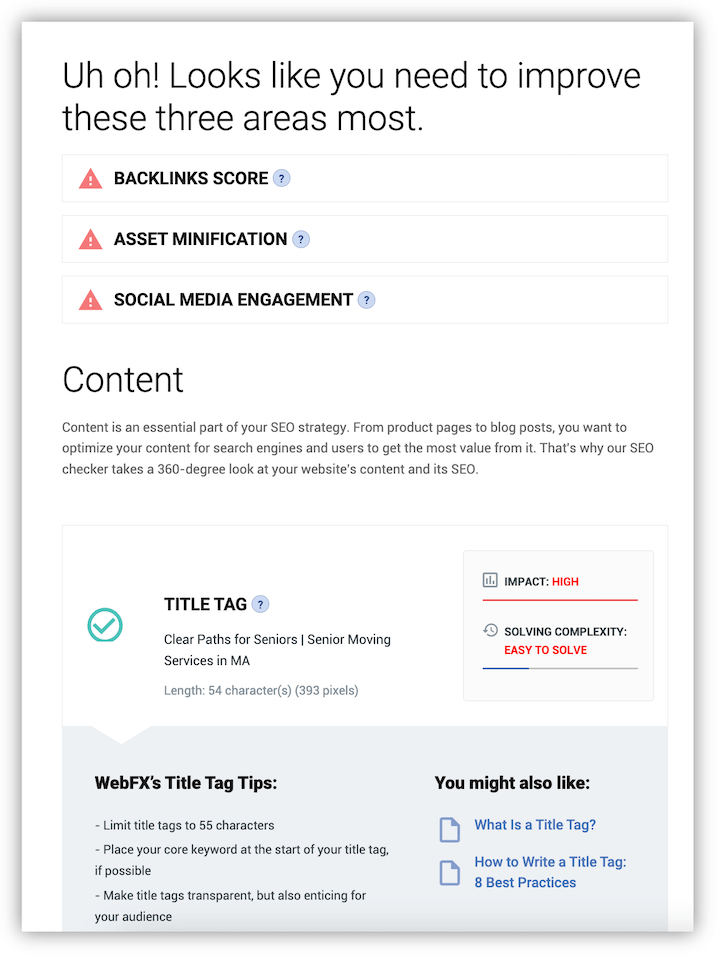 Uh oh! Looks like you need to improve
these three areas most.
BACKLINKS SCORE ?
ASSET MINIFICATION ?
SOCIAL MEDIA ENGAGEMENT ?
Content
Content is an essential part of your SEO strategy. From product pages to blog posts, you want to
optimize your content for search engines and users to get the most value from it. That's why our SEO
checker takes a 360-degree look at your website's content and its SEO.
TITLE TAG ?
Clear Paths for Seniors | Senior Moving
Services in MA
Length: 54 character(s) (393 pixels)
IMPACT: HIGH
SOLVING COMPLEXITY:
EASY TO SOLVE
WebFX's Title Tag Tips:
- Limit title tags to 55 characters
- Place your core keyword at the start of your title tag,
if possible
- Make title tags transparent, but also enticing for
your audience
You might also like:
What Is a Title Tag?
How to Write a Title Tag:
8 Best Practices